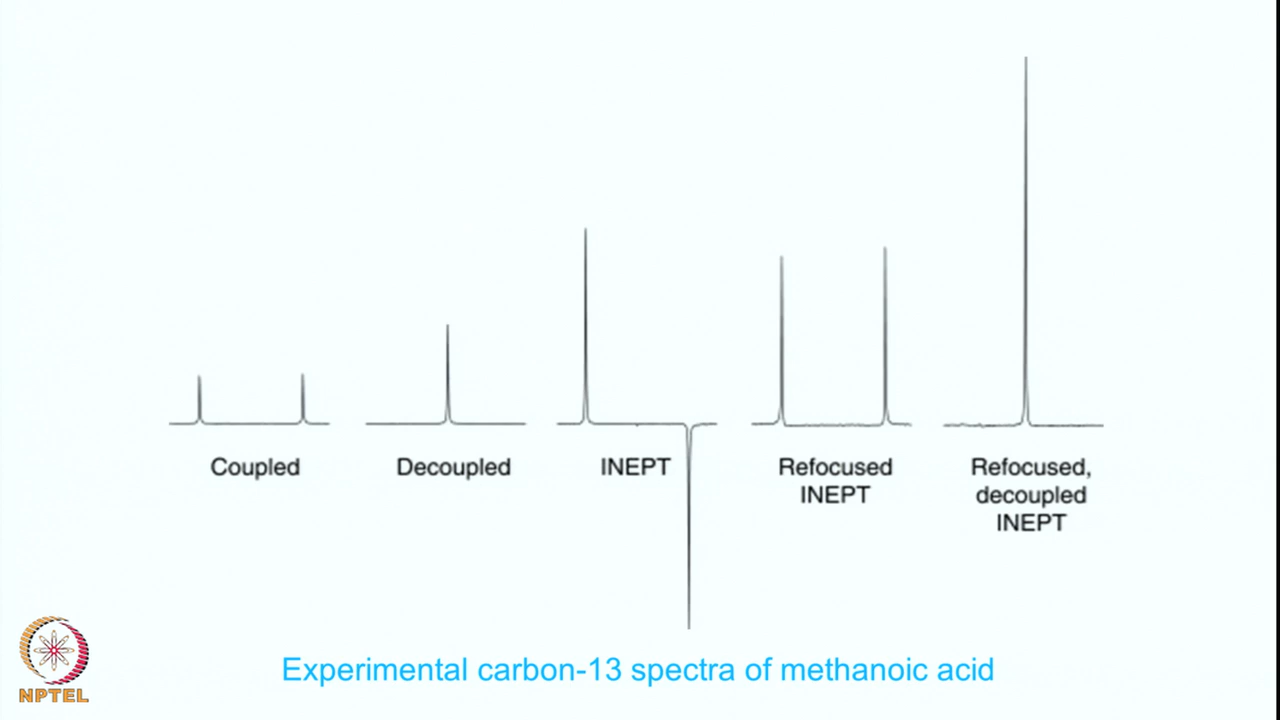 Coupled
Decoupled
INEPT
Refocused
INEPT
Refocused,
decoupled
INEPT
Experimental carbon-13 spectra of methanoic acid
NPTEL